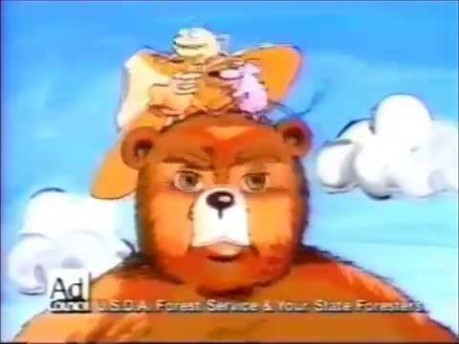 Ad
COUNCIL
U.S.D.A. Forest Service & Your State Foresters